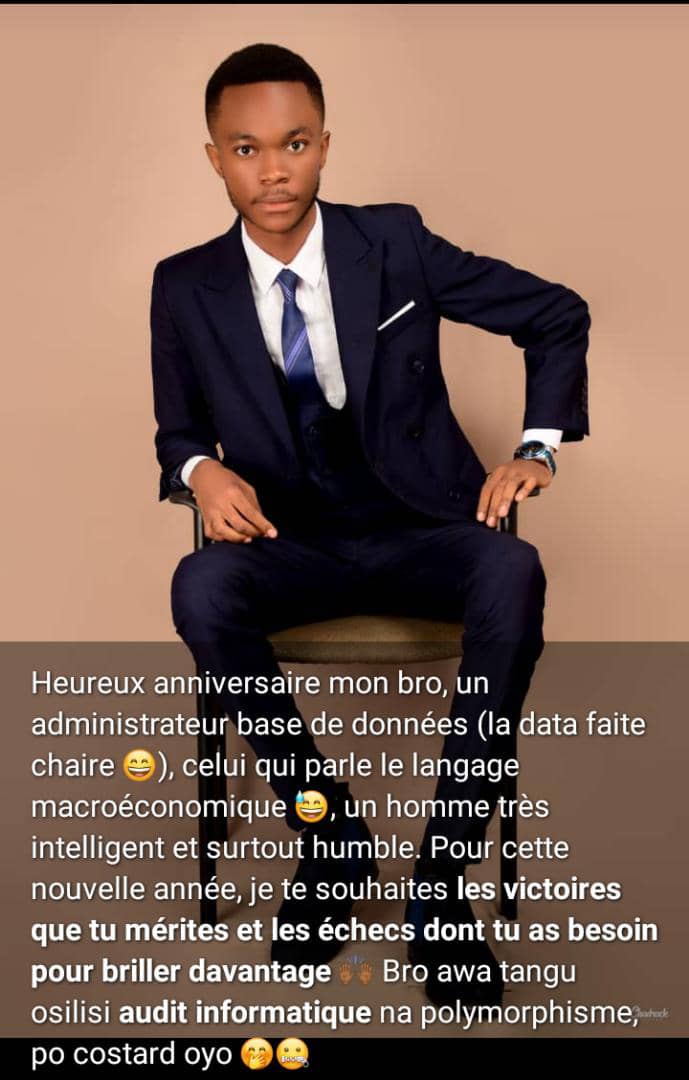 Heureux anniversaire mon bro, un
administrateur base de données (la data faite
chaire 😄), celui qui parle le langage
macroéconomique 😅, un homme très
intelligent et surtout humble. Pour cette
nouvelle année, je te souhaites les victoires
que tu mérites et les échecs dont tu as besoin
pour briller davantage 🙌🏾 Bro awa tangu
osilisi audit informatique na polymorphisme,
po costard oyo 🤭🤐